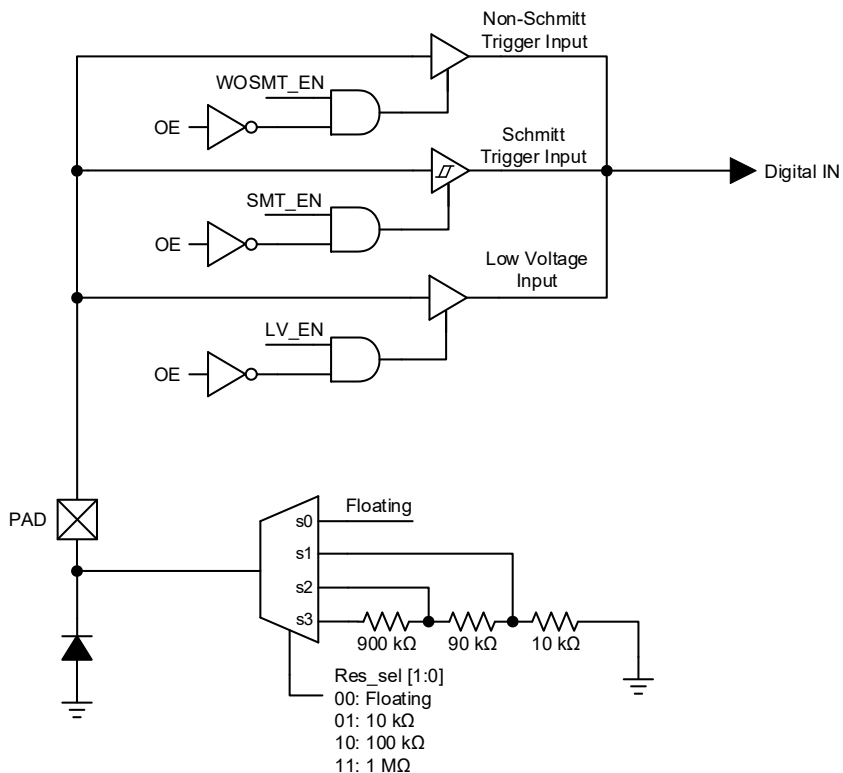 Non-Schmitt
Trigger Input
WOSMT_EN
OE
Schmitt
Trigger Input
Digital IN
SMT_EN
OE
Low Voltage
Input
LV_EN
OE
PAD
Floating
s0
s1
s2
s3
900 kΩ
90 kΩ
10 kΩ
Res_sel [1:0]
00: Floating
01: 10 kΩ
10: 100 kΩ
11: 1 MΩ